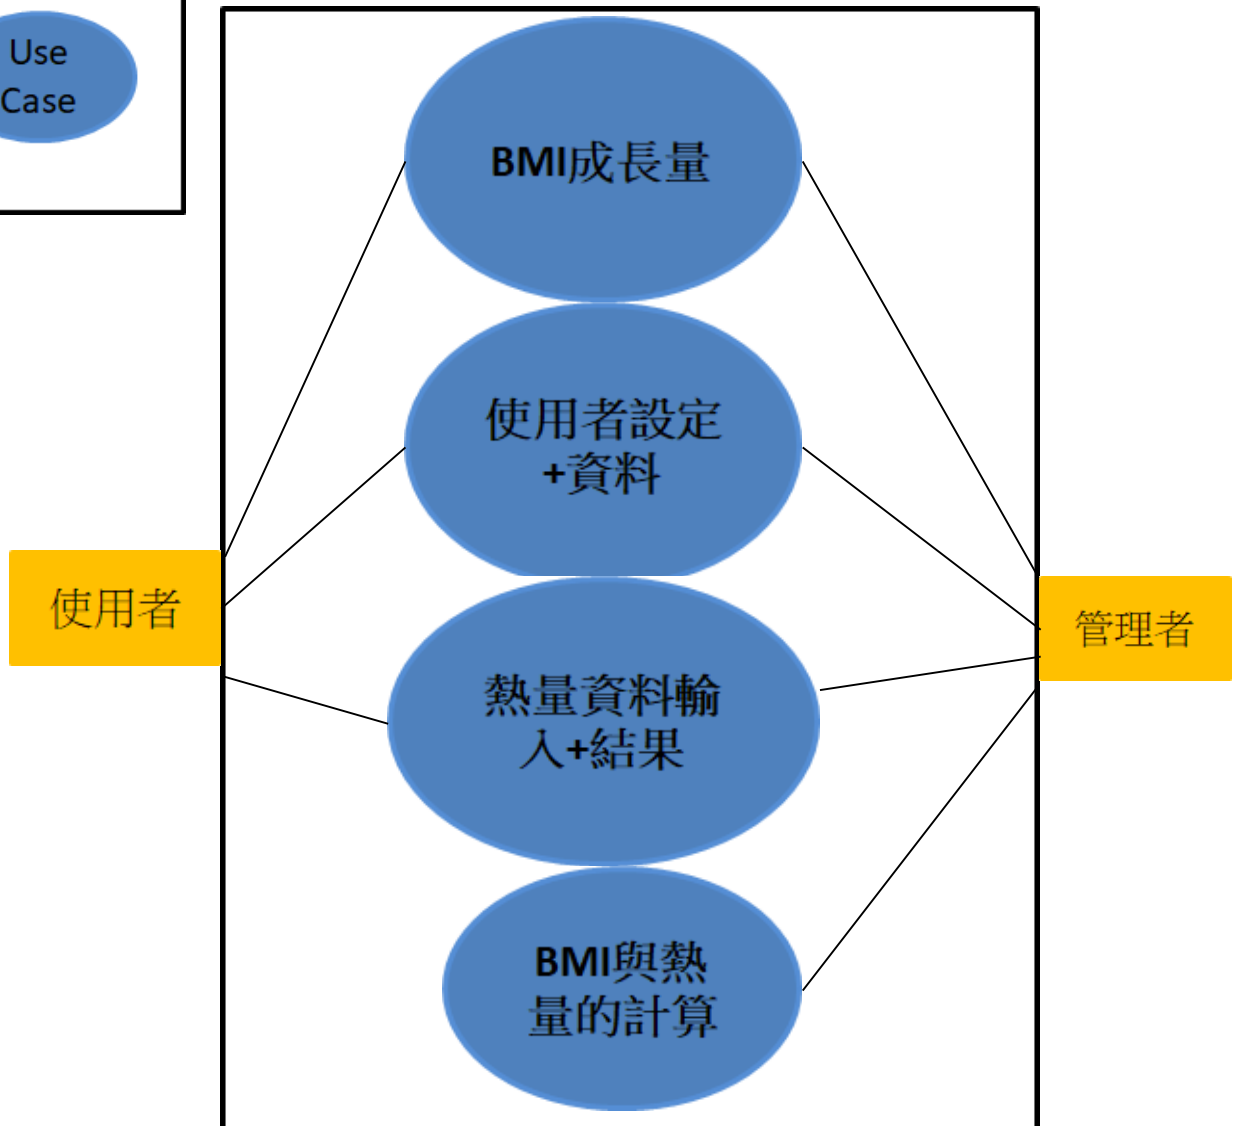 Use
Case
BMI成長量
使用者設定
+資料
使用者
管理者
熱量資料輸
入+結果
BMI與熱
量的計算